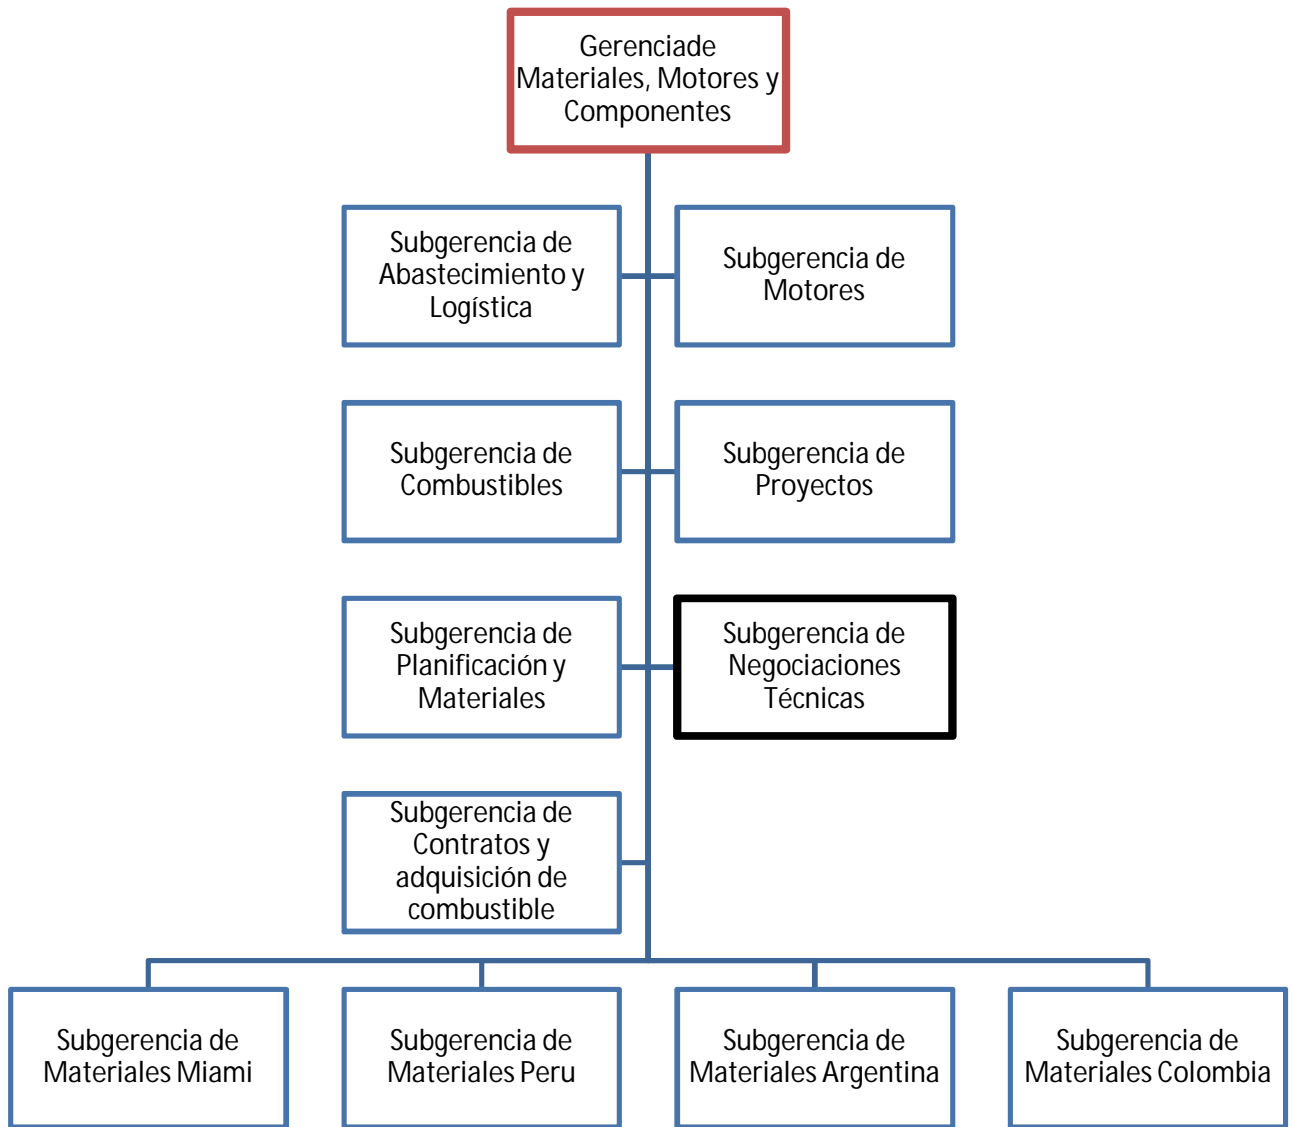 Gerenciade
Materiales, Motores y
Componentes
Subgerencia de
Abastecimiento y
Logística
Subgerencia de
Motores
Subgerencia de
Combustibles
Subgerencia de
Proyectos
Subgerencia de
Planificación y
Materiales
Subgerencia de
Negociaciones
Técnicas
Subgerencia de
Contratos y
adquisición de
combustible
Subgerencia de
Materiales Miami
Subgerencia de
Materiales Peru
Subgerencia de
Materiales Argentina
Subgerencia de
Materiales Colombia